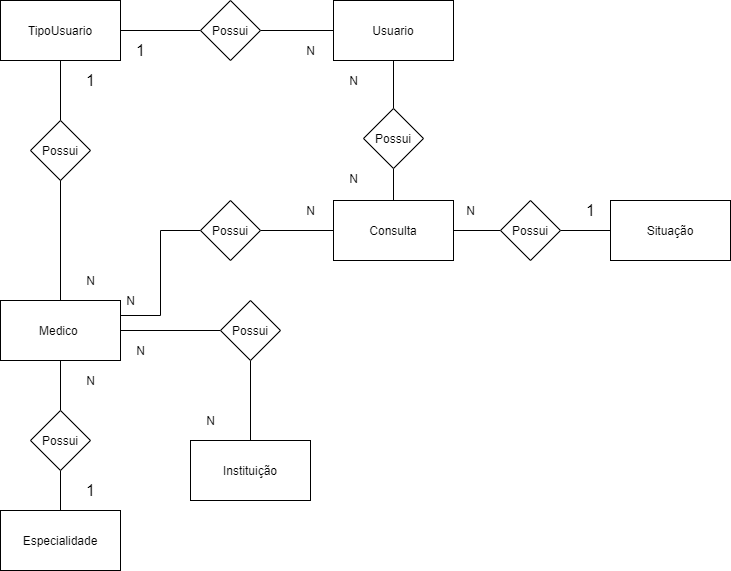 TipoUsuario
Possui
Usuario
1
N
1
N
Possui
Possui
N
N
1
Possui
Consulta
N
Possui
Situação
N
N
Medico
Possui
N
N
N
Possui
1
Instituição
Especialidade